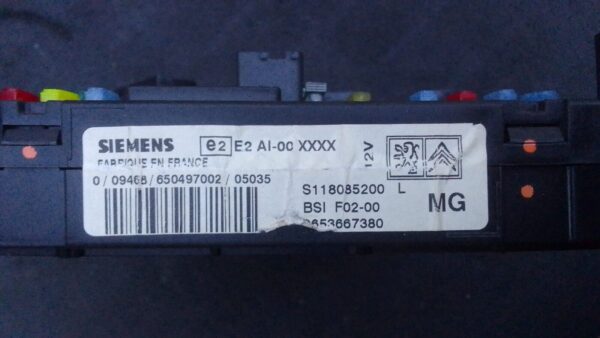 SIEMENS e2 E2 AI-00 XXXX 12V
FABRIQUE EN FRANCE
0 / 09468 / 650497002 / 05035
S118085200 L
BSI F02-00 MG
9653667380